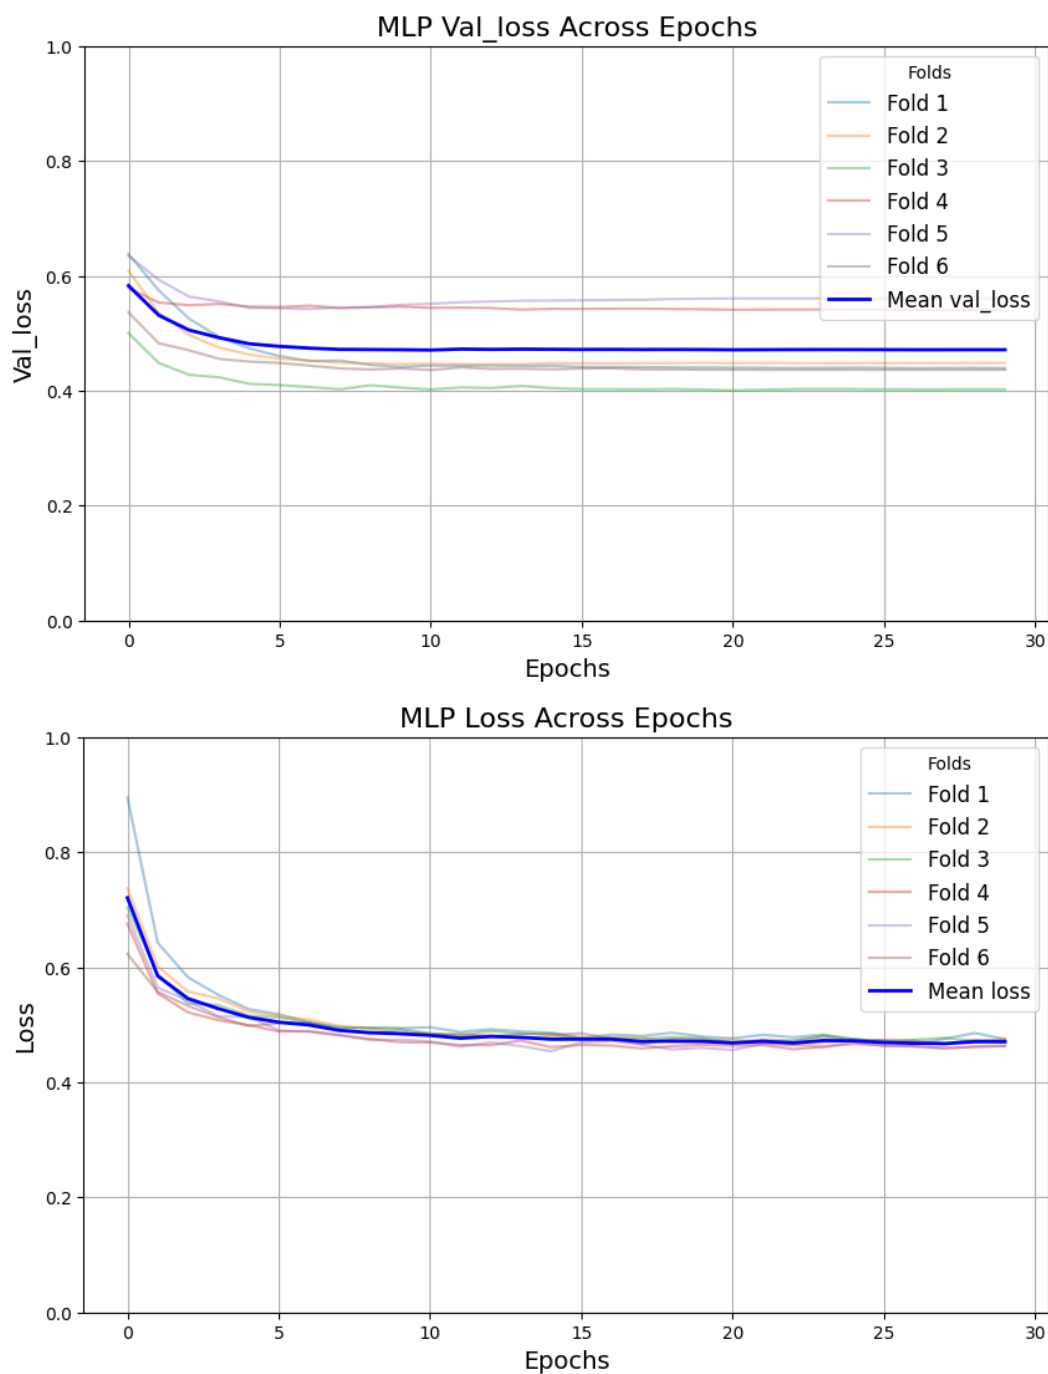 MLP Val_loss Across Epochs
Val_loss
1.0
0.8
0.6
0.4
0.2
0.0
0 5 10 15 20 25 30
Epochs
Folds
Fold 1
Fold 2
Fold 3
Fold 4
Fold 5
Fold 6
Mean val_loss
MLP Loss Across Epochs
Loss
1.0
0.8
0.6
0.4
0.2
0.0
0 5 10 15 20 25 30
Epochs
Folds
Fold 1
Fold 2
Fold 3
Fold 4
Fold 5
Fold 6
Mean loss